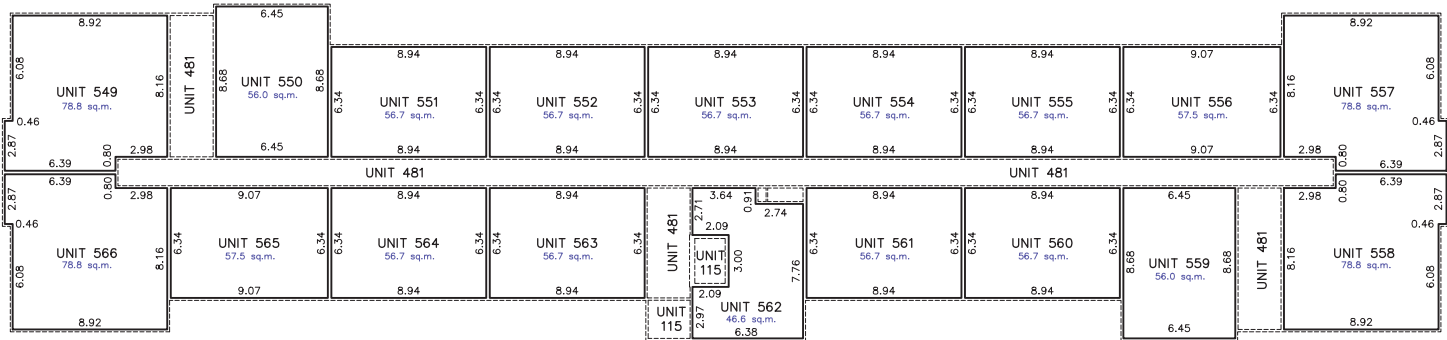 8.92
6.08
UNIT 549
78.8 sq.m.
8.16
0.46
2.87
6.39
0.80
2.98
UNIT 481
6.45
8.68
UNIT 550
56.0 sq.m.
8.68
6.45
8.94
6.34
UNIT 551
56.7 sq.m.
6.34
8.94
8.94
6.34
UNIT 552
56.7 sq.m.
6.34
8.94
8.94
6.34
UNIT 553
56.7 sq.m.
6.34
8.94
8.94
6.34
UNIT 554
56.7 sq.m.
6.34
8.94
8.94
6.34
UNIT 555
56.7 sq.m.
6.34
8.94
9.07
6.34
UNIT 556
57.5 sq.m.
6.34
9.07
8.92
8.16
UNIT 557
78.8 sq.m.
6.08
0.46
2.87
2.98
0.80
6.39
UNIT 481
UNIT 481
6.39
0.80
2.98
2.87
0.46
UNIT 566
78.8 sq.m.
8.16
6.08
8.92
9.07
6.34
UNIT 565
57.5 sq.m.
6.34
9.07
8.94
6.34
UNIT 564
56.7 sq.m.
6.34
8.94
8.94
6.34
UNIT 563
56.7 sq.m.
6.34
8.94
UNIT 481
UNIT
115
3.64
0.91
2.74
2.71
2.09
UNIT
115
3.00
2.09
7.76
2.97
UNIT 562
46.6 sq.m.
6.38
8.94
6.34
UNIT 561
56.7 sq.m.
6.34
8.94
8.94
6.34
UNIT 560
56.7 sq.m.
6.34
8.94
6.45
8.68
UNIT 559
56.0 sq.m.
8.68
6.45
UNIT 481
2.98
0.80
6.39
2.87
0.46
8.16
UNIT 558
78.8 sq.m.
6.08
8.92